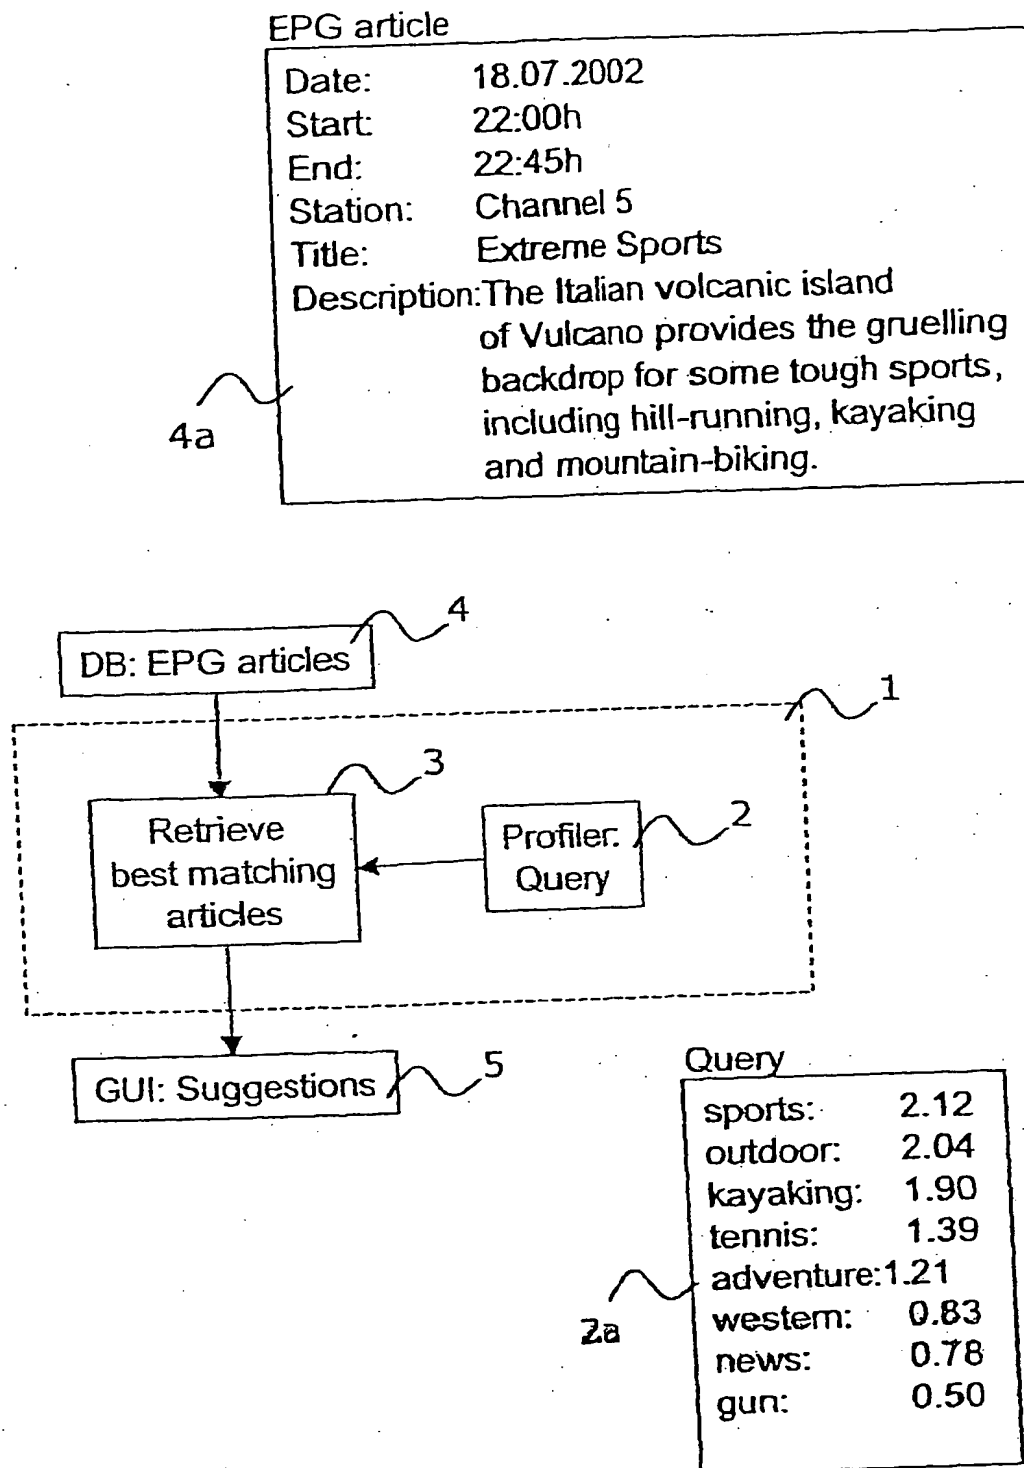 EPG article
Date: 18.07.2002
Start: 22:00h
End: 22:45h
Station: Channel 5
Title: Extreme Sports
Description:The Italian volcanic island
of Vulcano provides the gruelling
backdrop for some tough sports,
including hill-running, kayaking
and mountain-biking.
4a
4
DB: EPG articles
1
3
Retrieve
best matching
articles
2
Profiler:
Query
5
GUI: Suggestions
Query
sports: 2.12
outdoor: 2.04
kayaking: 1.90
tennis: 1.39
adventure:1.21
western: 0.83
news: 0.78
gun: 0.50
2a